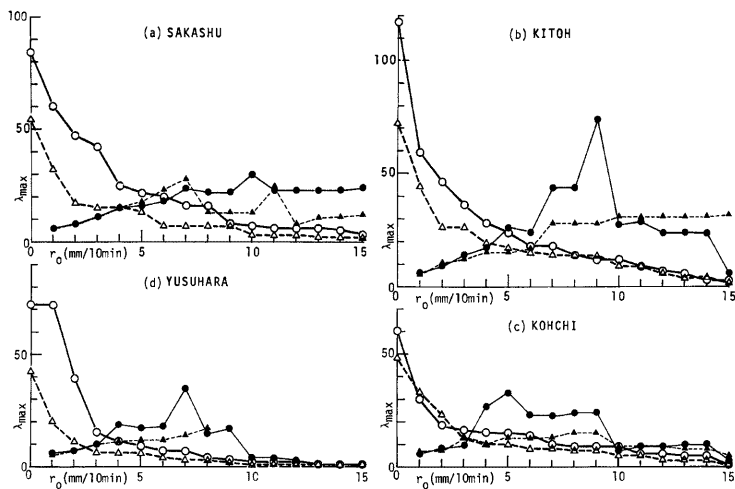 100
(a) SAKASHU
50
λmax
0
0
r₀(mm/10min)
5
10
15
(b) KITOH
100
50
λmax
0
0
r₀(mm/10min)
5
10
15
(d) YUSUHARA
50
λmax
0
0
r₀(mm/10min)
5
10
15
(c) KOHCHI
50
λmax
0
0
r₀(mm/10min)
5
10
15